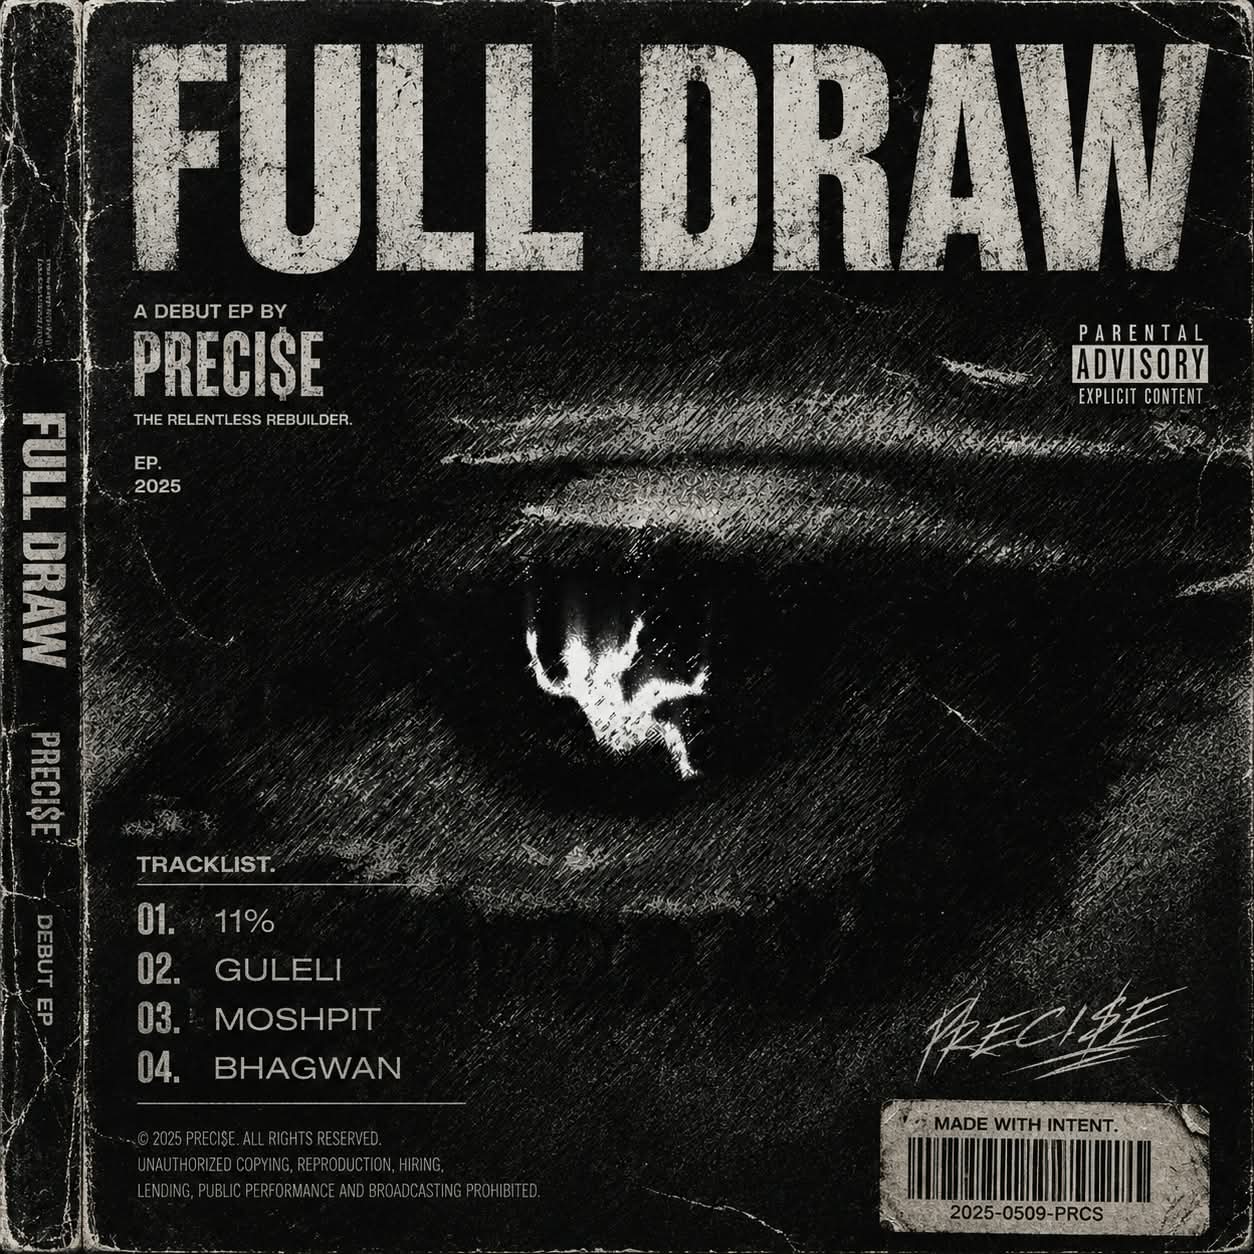 FULL DRAW
A DEBUT EP BY
PRECI$E
THE RELENTLESS REBUILDER.
EP.
2025
PARENTAL
ADVISORY
EXPLICIT CONTENT
FULL DRAW
PRECI$E
DEBUT EP
TRACKLIST.
01. 11%
02. GULELI
03. MOSHPIT
04. BHAGWAN
© 2025 PRECI$E. ALL RIGHTS RESERVED.
UNAUTHORIZED COPYING, REPRODUCTION, HIRING,
LENDING, PUBLIC PERFORMANCE AND BROADCASTING PROHIBITED.
PRECI$E
MADE WITH INTENT.
2025-0509-PRCS